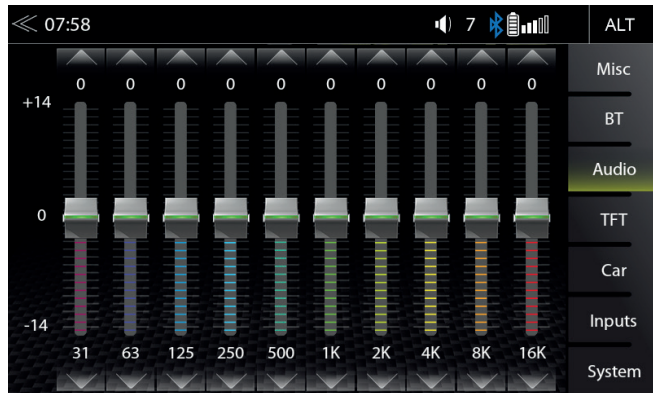 07:58 7 ALT
Misc
0 0 0 0 0 0 0 0 0 0
+14
BT
Audio
0
TFT
Car
-14
Inputs
31 63 125 250 500 1K 2K 4K 8K 16K
System